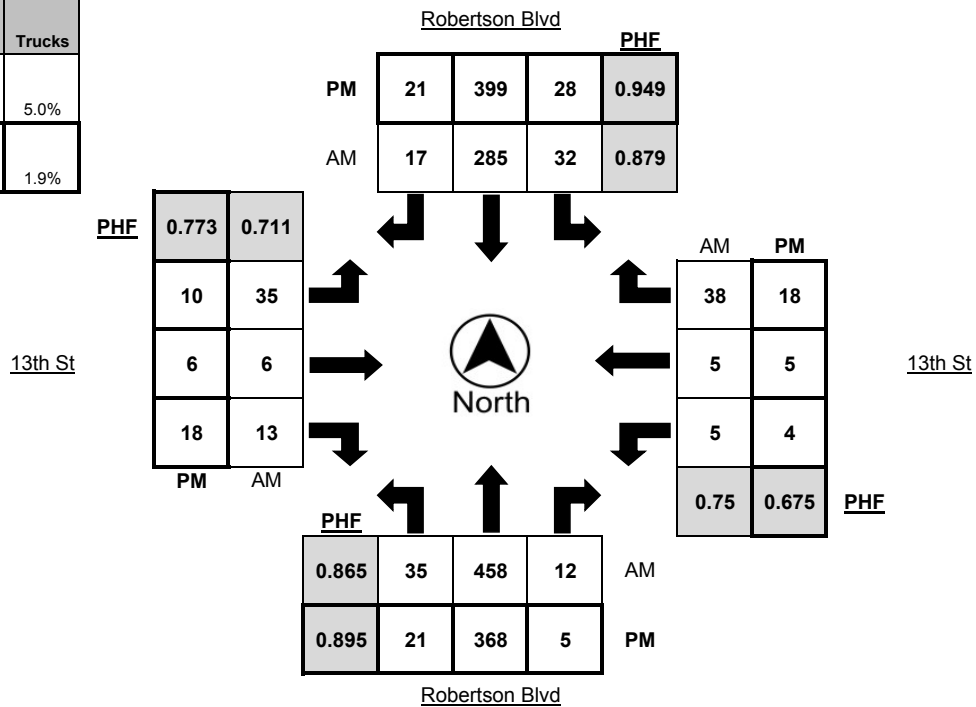 Trucks
5.0%
1.9%
Robertson Blvd
PHF
PM 21 399 28 0.949
AM 17 285 32 0.879
PHF 0.773 0.711
10 35
6 6
18 13
PM AM
13th St
North
AM PM
38 18
5 5
5 4
0.75 0.675 PHF
13th St
PHF
0.865 35 458 12 AM
0.895 21 368 5 PM
Robertson Blvd